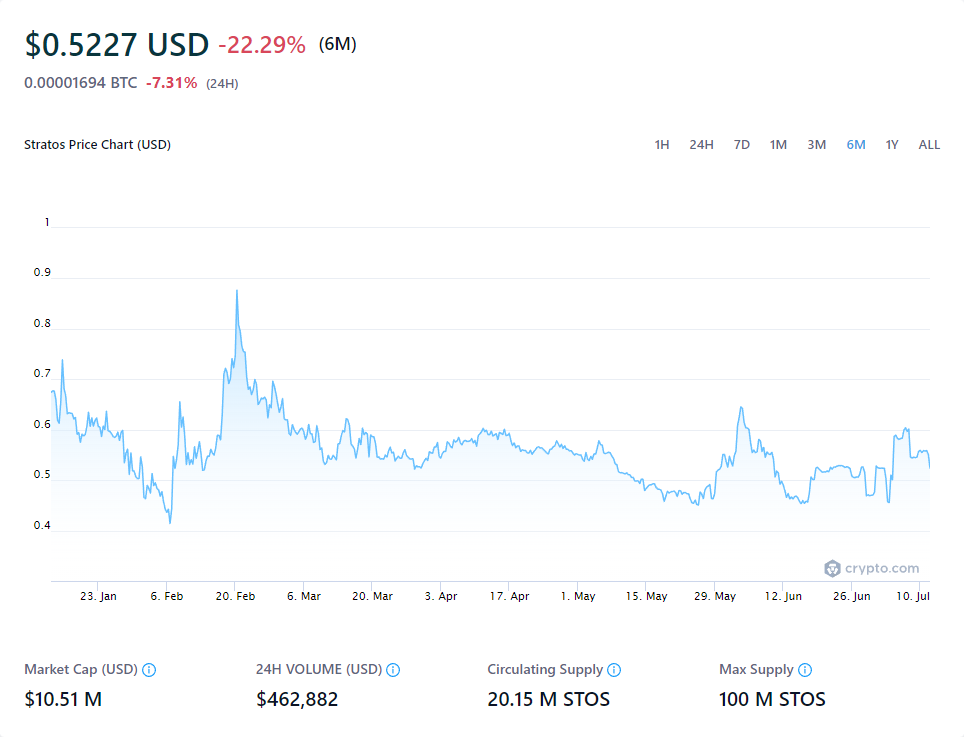 $0.5227 USD -22.29% (6M)
0.00001694 BTC -7.31% (24H)
Stratos Price Chart (USD) 1H 24H 7D 1M 3M 6M 1Y ALL
1
0.9
0.8
0.7
0.6
0.5
0.4
crypto.com
23. Jan 6. Feb 20. Feb 6. Mar 20. Mar 3. Apr 17. Apr 1. May 15. May 29. May 12. Jun 26. Jun 10. Jul
Market Cap (USD) 24H VOLUME (USD) Circulating Supply Max Supply
$10.51 M $462,882 20.15 M STOS 100 M STOS